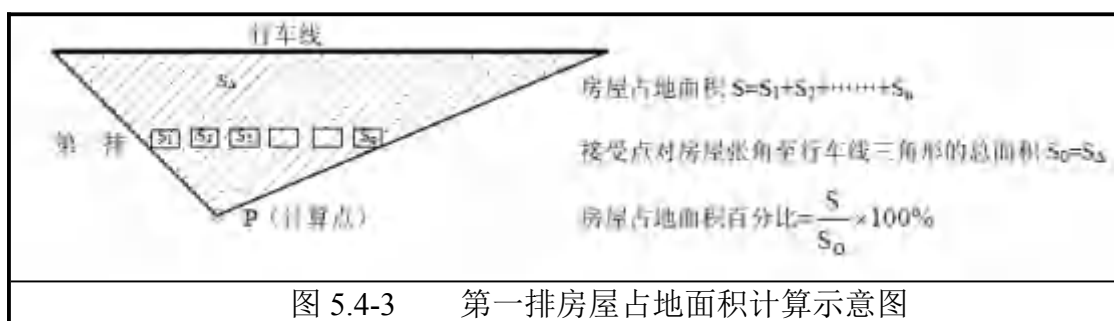 行车线
S△
第 排 S1 S2 S3 Sn
P（计算点）
房屋占地面积 S=S1+S2+……+Sn
接受点对房屋张角至行车线三角形的总面积 S0=S△
房屋占地面积百分比=S/S0×100%
图 5.4-3 第一排房屋占地面积计算示意图